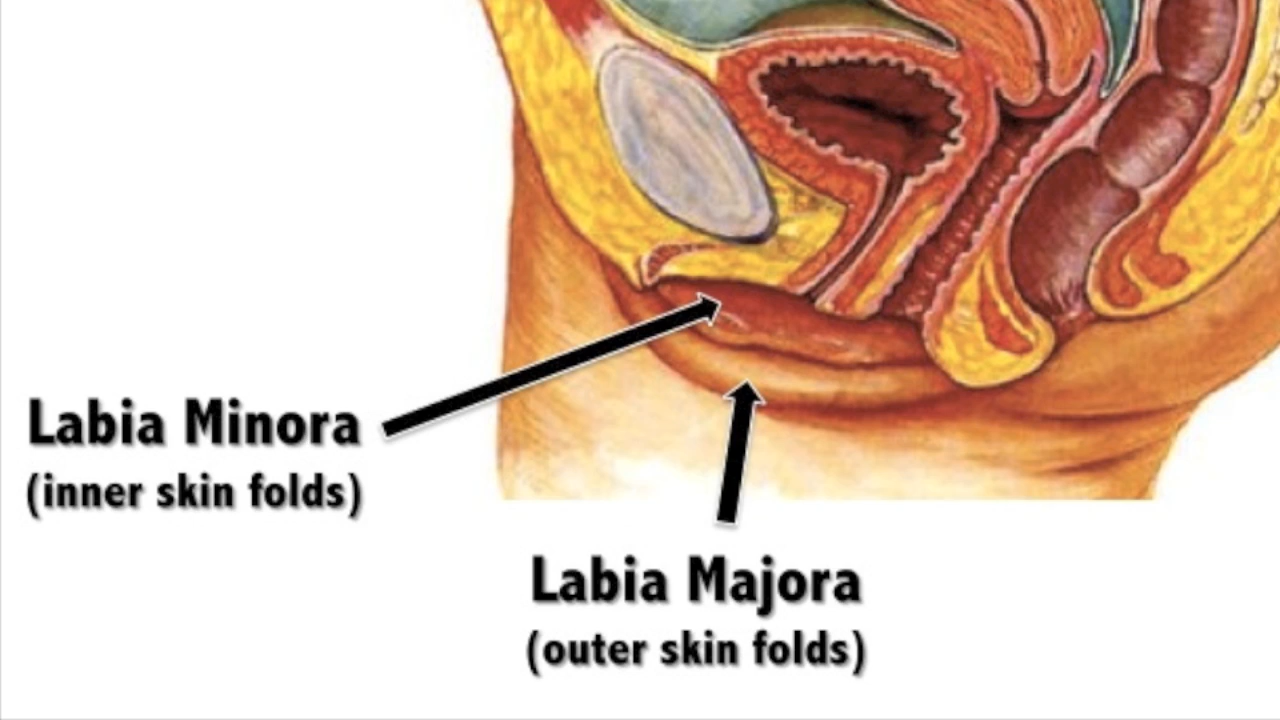 Labia Minora
(inner skin folds)
Labia Majora
(outer skin folds)